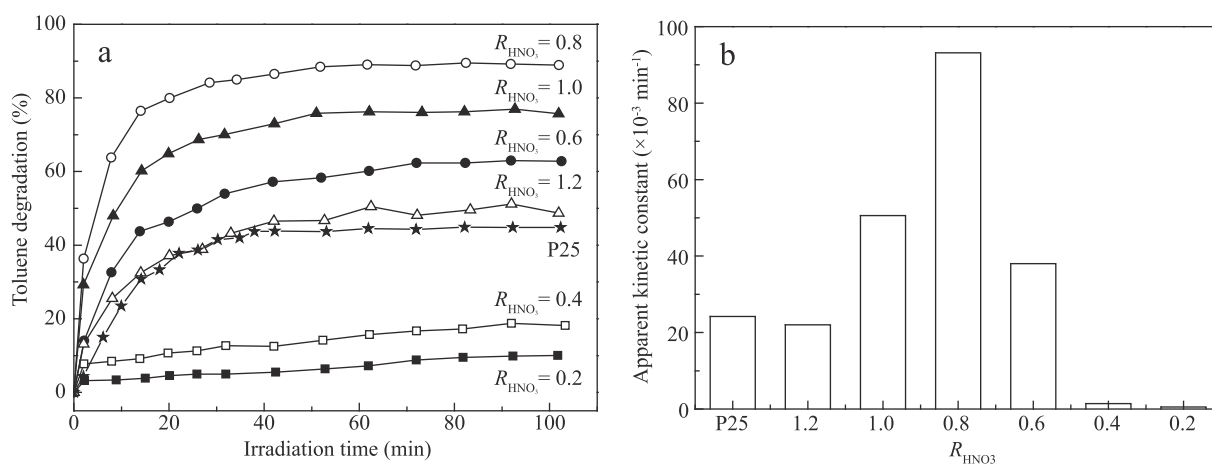 a
Toluene degradation (%)
100
80
60
40
20
0
R_HNO3 = 0.8
R_HNO3 = 1.0
R_HNO3 = 0.6
R_HNO3 = 1.2
P25
R_HNO3 = 0.4
R_HNO3 = 0.2
0 20 40 60 80 100
Irradiation time (min)
b
Apparent kinetic constant (×10⁻³ min⁻¹)
100
80
60
40
20
0
P25 1.2 1.0 0.8 0.6 0.4 0.2
R_HNO3